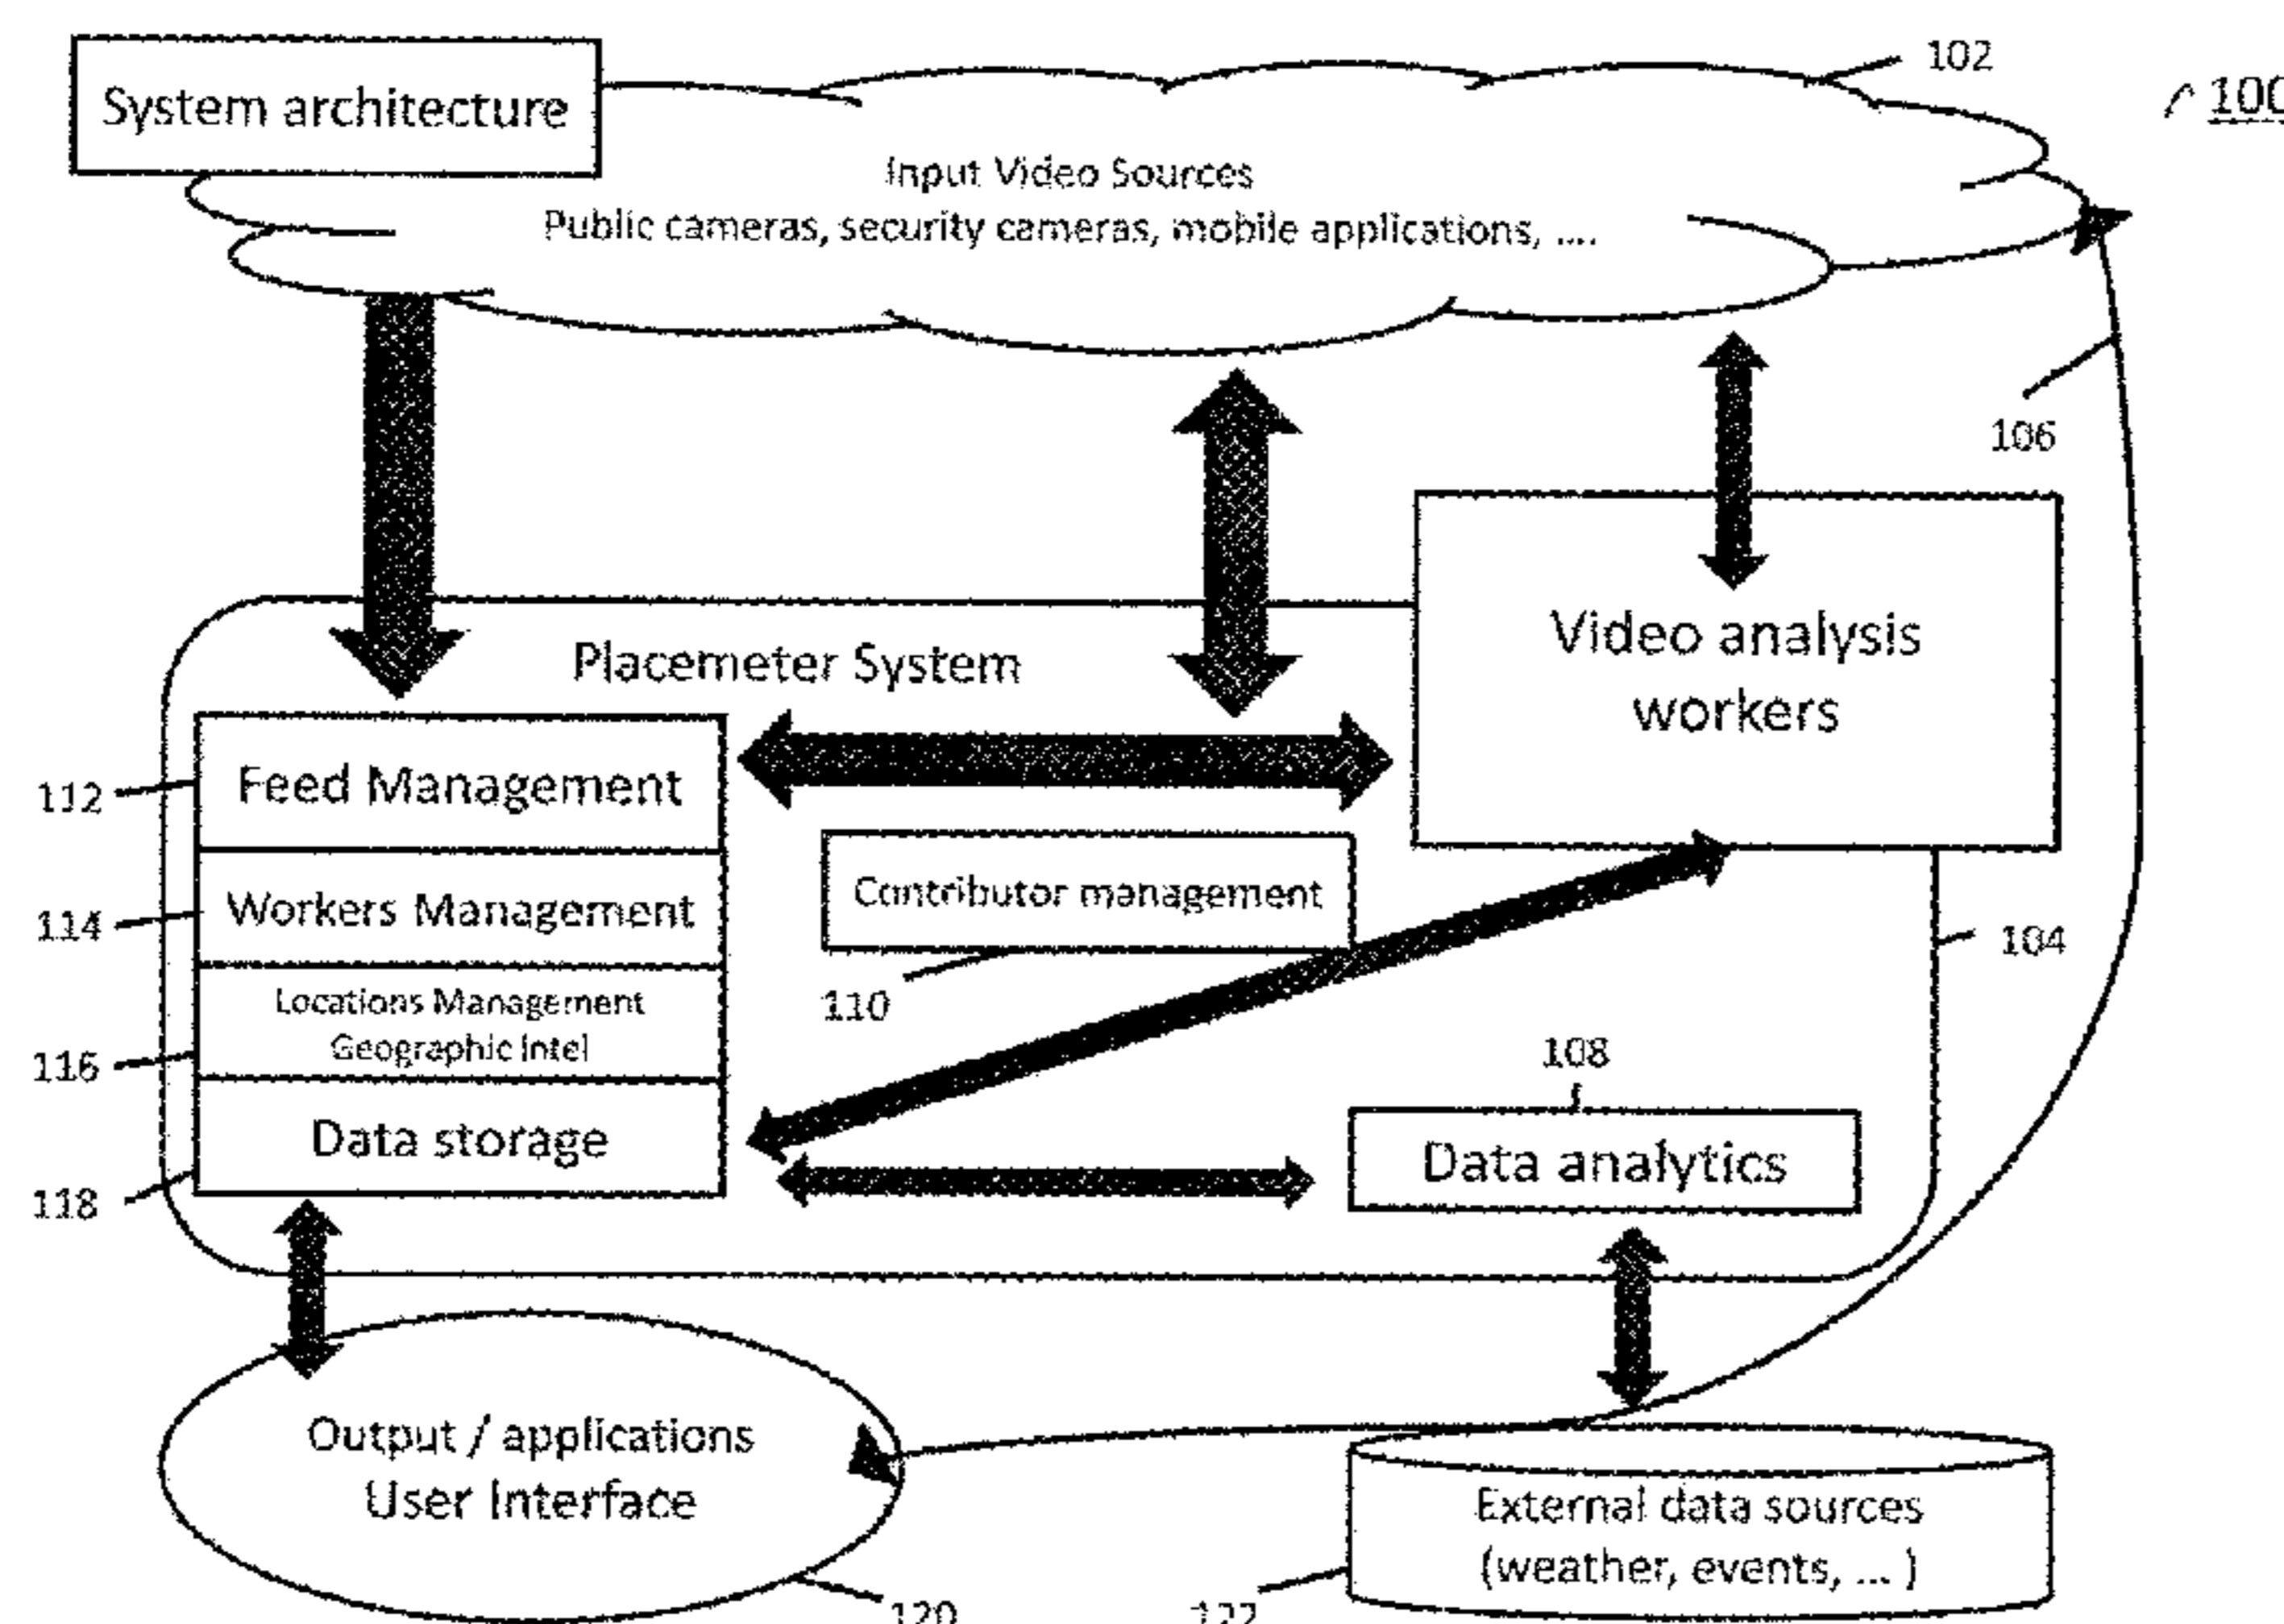 System architecture
102
100
Input Video Sources
Public cameras, security cameras, mobile applications, ....
106
Video analysis
workers
Placemeter System
112
Feed Management
Contributor management
114
Workers Management
104
110
Locations Management
Geographic Intel
116
108
Data storage
Data analytics
118
Output / applications
User Interface
External data sources
(weather, events, ... )
120
122